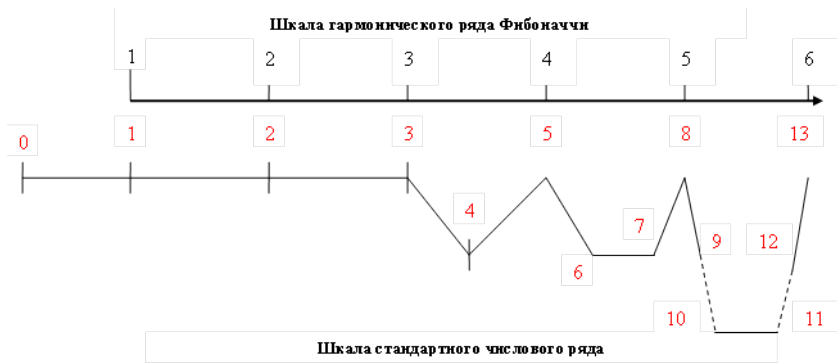 Шкала гармонического ряда Фибоначчи
1 2 3 4 5 6
0 1 2 3 5 8 13
4 7 9 12
6
10 11
Шкала стандартного числового ряда